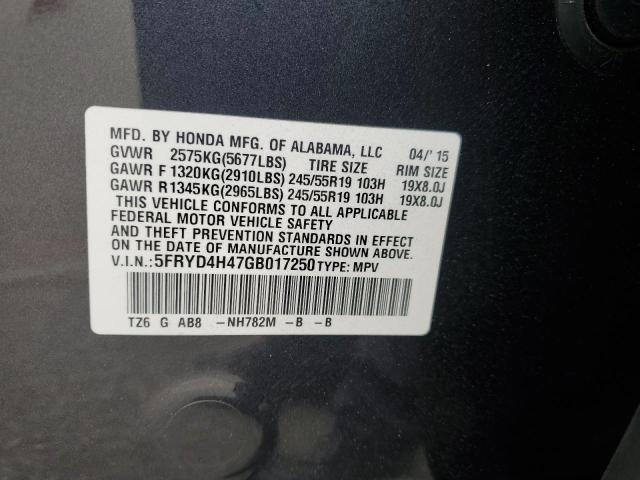 MFD. BY HONDA MFG. OF ALABAMA, LLC 04/' 15
GVWR 2575KG(5677LBS) TIRE SIZE RIM SIZE
GAWR F 1320KG(2910LBS) 245/55R19 103H 19X8.0J
GAWR R1345KG(2965LBS) 245/55R19 103H 19X8.0J
THIS VEHICLE CONFORMS TO ALL APPLICABLE
FEDERAL MOTOR VEHICLE SAFETY
AND THEFT PREVENTION STANDARDS IN EFFECT
ON THE DATE OF MANUFACTURE SHOWN ABOVE.
V.I.N.:5FRYD4H47GB017250 TYPE: MPV
TZ6 G AB8 -NH782M -B -B